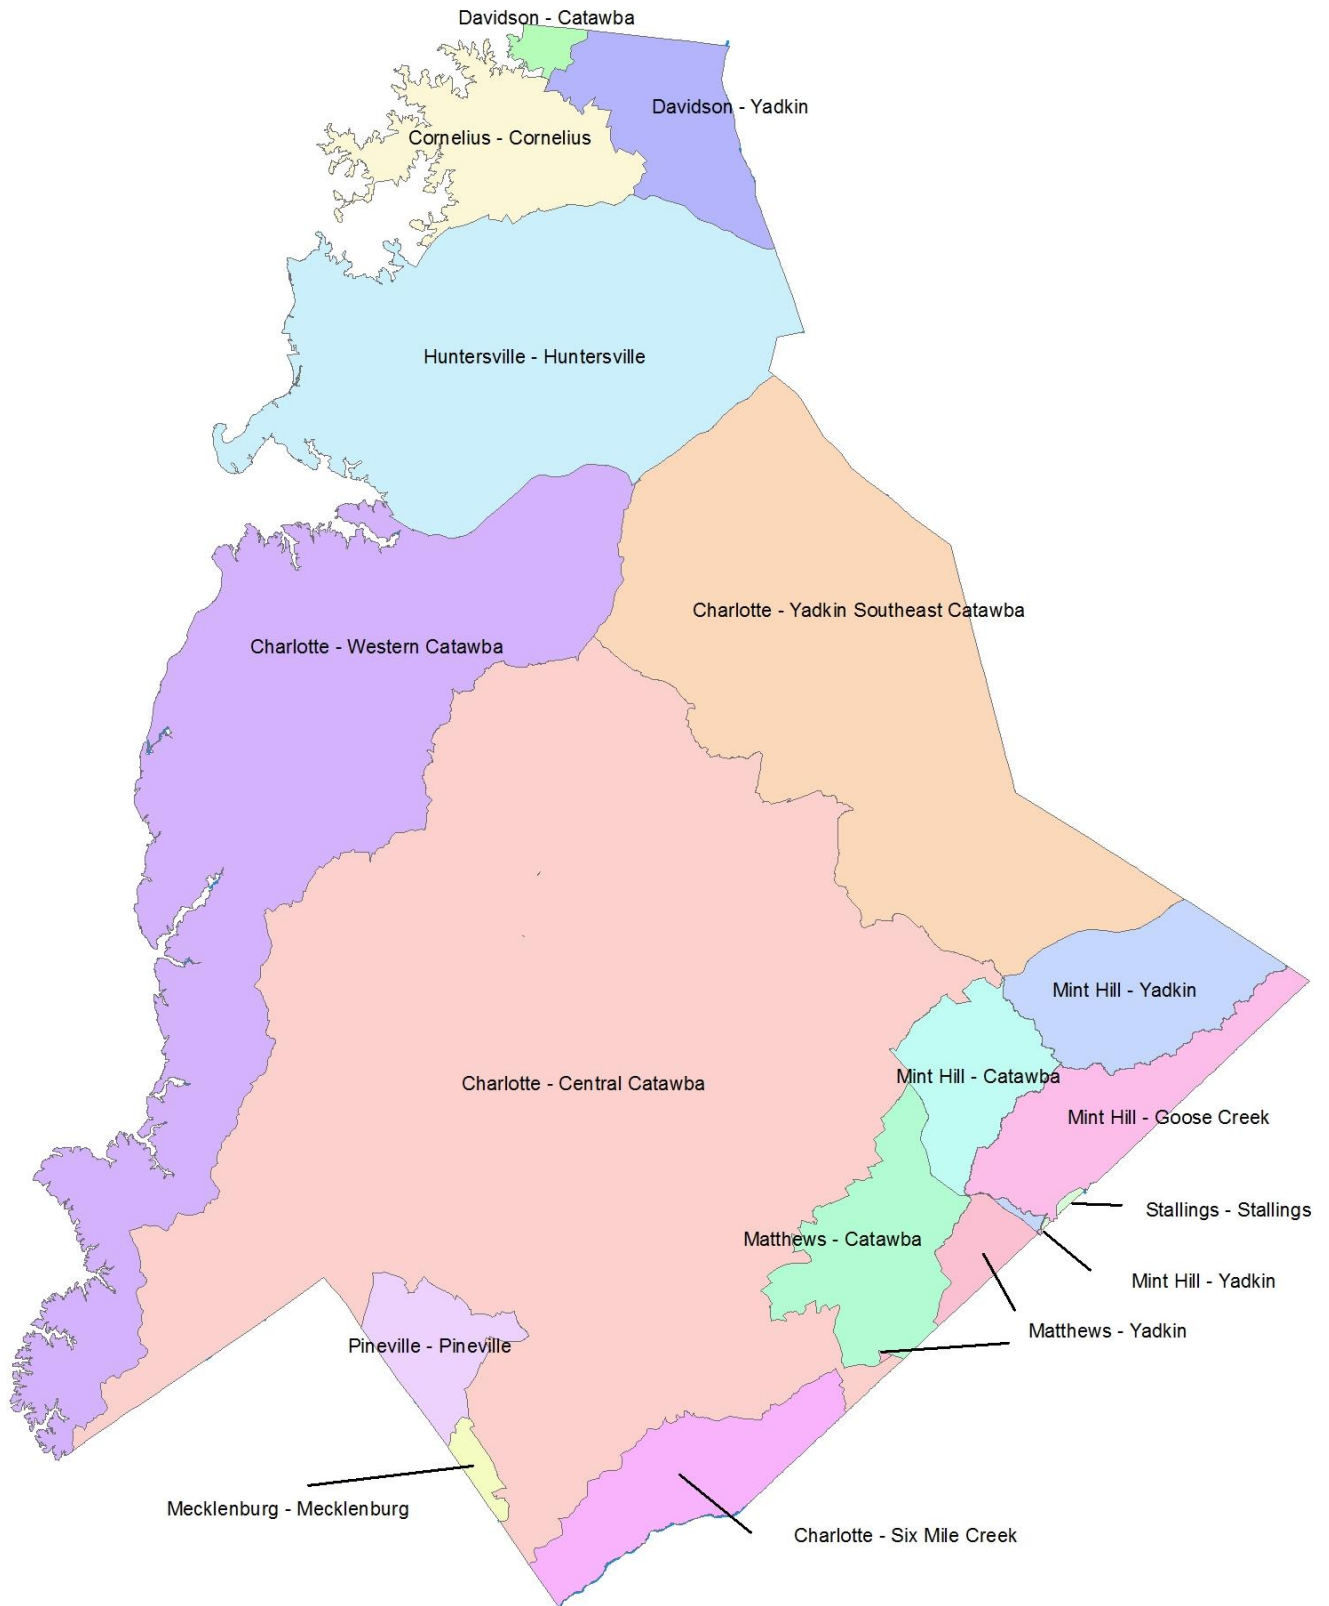 Davidson - Catawba
Davidson - Yadkin
Cornelius - Cornelius
Huntersville - Huntersville
Charlotte - Yadkin Southeast Catawba
Charlotte - Western Catawba
Mint Hill - Yadkin
Mint Hill - Catawba
Charlotte - Central Catawba
Mint Hill - Goose Creek
Stallings - Stallings
Matthews - Catawba
Mint Hill - Yadkin
Matthews - Yadkin
Pineville - Pineville
Mecklenburg - Mecklenburg
Charlotte - Six Mile Creek